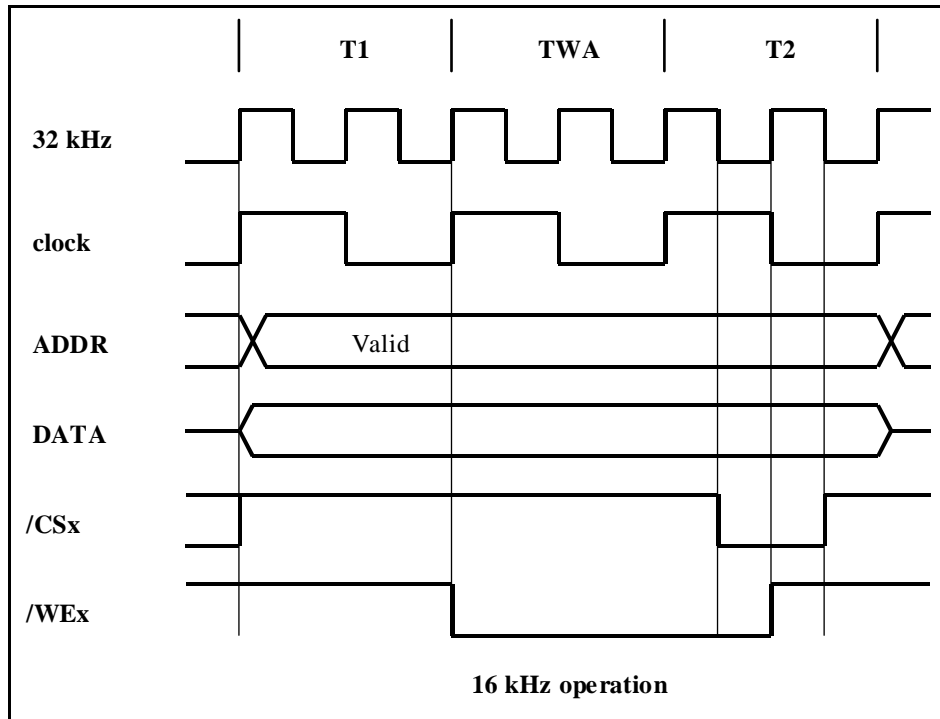 T1 TWA T2
32 kHz
clock
ADDR Valid
DATA
/CSx
/WEx
16 kHz operation